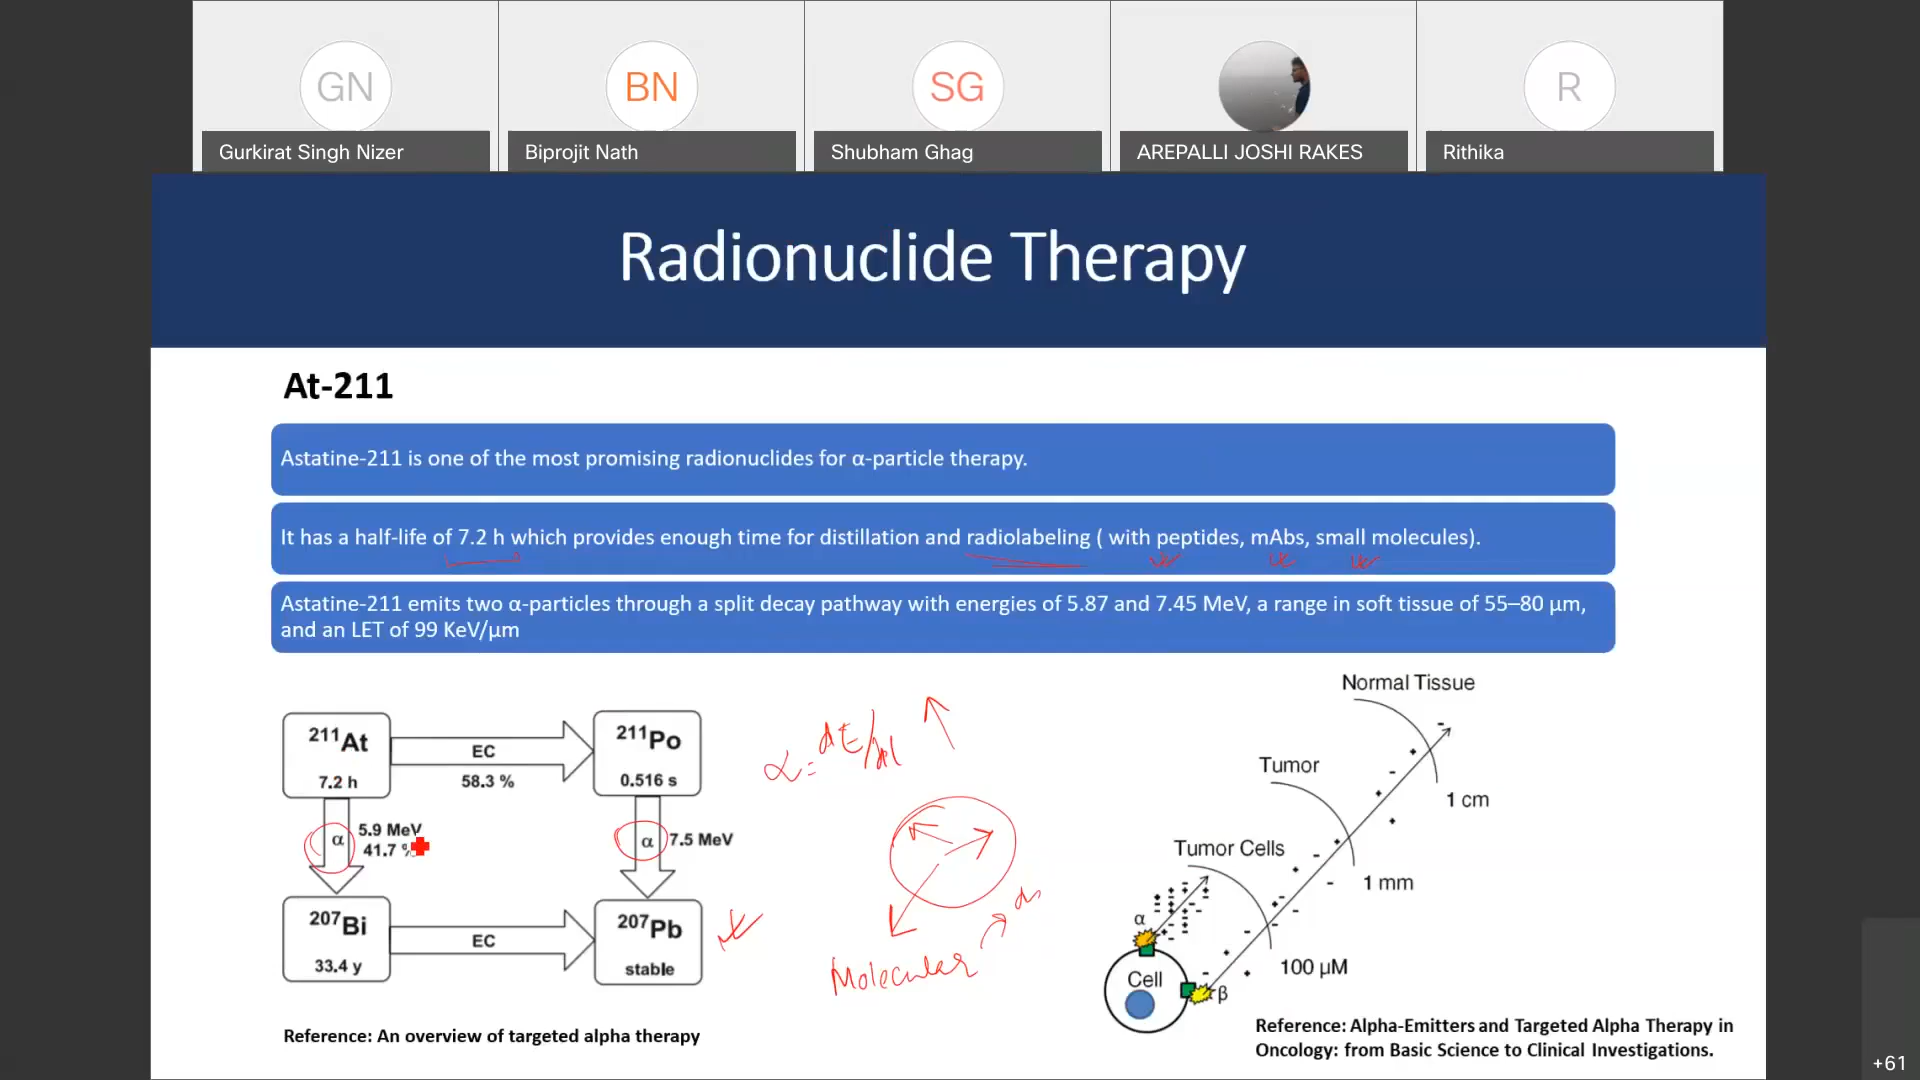 GN
BN
SG
R
Gurkirat Singh Nizer
Biprojit Nath
Shubham Ghag
AREPALLI JOSHI RAKES
Rithika
Radionuclide Therapy
At-211
Astatine-211 is one of the most promising radionuclides for α-particle therapy.
It has a half-life of 7.2 h which provides enough time for distillation and radiolabeling ( with peptides, mAbs, small molecules).
Astatine-211 emits two α-particles through a split decay pathway with energies of 5.87 and 7.45 MeV, a range in soft tissue of 55–80 μm,
and an LET of 99 KeV/μm
211At
7.2 h
EC
58.3 %
211Po
0.516 s
α
5.9 MeV
41.7 %
α
7.5 MeV
207Bi
33.4 y
EC
207Pb
stable
α = dE/dl
Molecular
Normal Tissue
Tumor
1 cm
Tumor Cells
1 mm
α
Cell
β
100 μM
Reference: An overview of targeted alpha therapy
Reference: Alpha-Emitters and Targeted Alpha Therapy in
Oncology: from Basic Science to Clinical Investigations.
+61